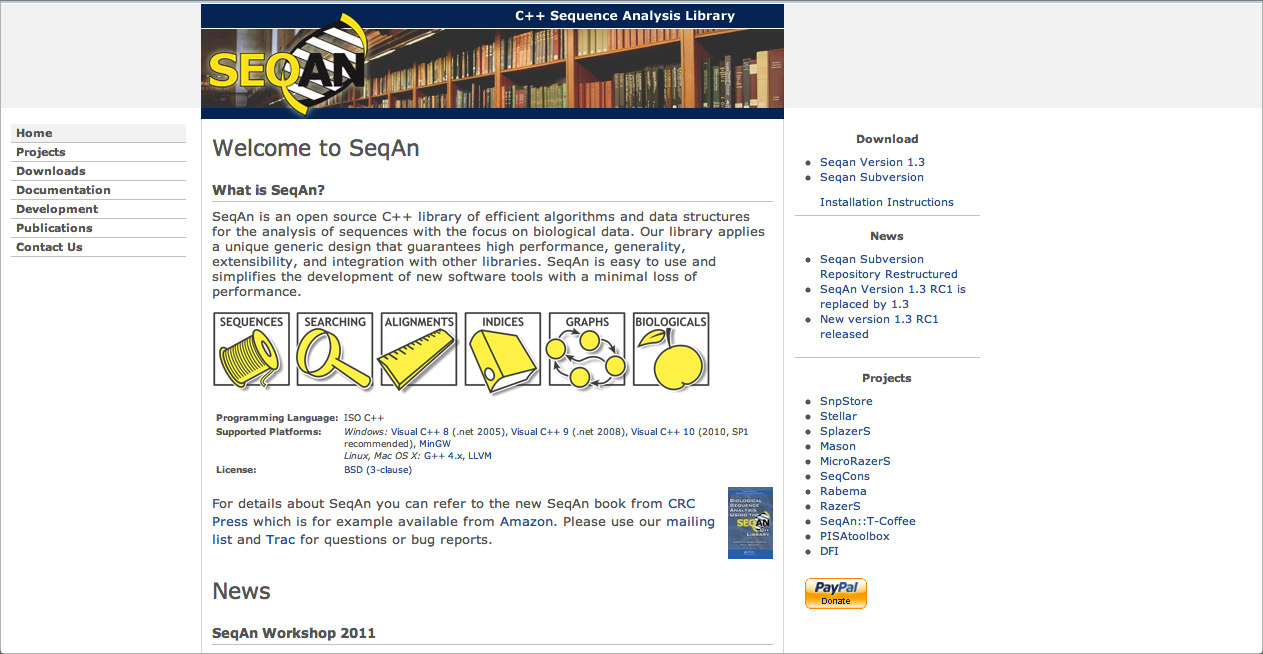 C++ Sequence Analysis Library
SEQAN
Home
Projects
Downloads
Documentation
Development
Publications
Contact Us
Welcome to SeqAn
What is SeqAn?
SeqAn is an open source C++ library of efficient algorithms and data structures
for the analysis of sequences with the focus on biological data. Our library applies
a unique generic design that guarantees high performance, generality,
extensibility, and integration with other libraries. SeqAn is easy to use and
simplifies the development of new software tools with a minimal loss of
performance.
SEQUENCES
SEARCHING
ALIGNMENTS
INDICES
GRAPHS
BIOLOGICALS
Programming Language: ISO C++
Supported Platforms: Windows: Visual C++ 8 (.net 2005), Visual C++ 9 (.net 2008), Visual C++ 10 (2010, SP1
recommended), MinGW
Linux, Mac OS X: G++ 4.x, LLVM
License: BSD (3-clause)
For details about SeqAn you can refer to the new SeqAn book from CRC
Press which is for example available from Amazon. Please use our mailing
list and Trac for questions or bug reports.
BIOLOGICAL
SEQUENCE
ANALYSIS
USING THE
SEQAN
C++
LIBRARY
News
SeqAn Workshop 2011
Download
Seqan Version 1.3
Seqan Subversion
Installation Instructions
News
Seqan Subversion
Repository Restructured
SeqAn Version 1.3 RC1 is
replaced by 1.3
New version 1.3 RC1
released
Projects
SnpStore
Stellar
SplazerS
Mason
MicroRazerS
SeqCons
Rabema
RazerS
SeqAn::T-Coffee
PISAtoolbox
DFI
PayPal
Donate